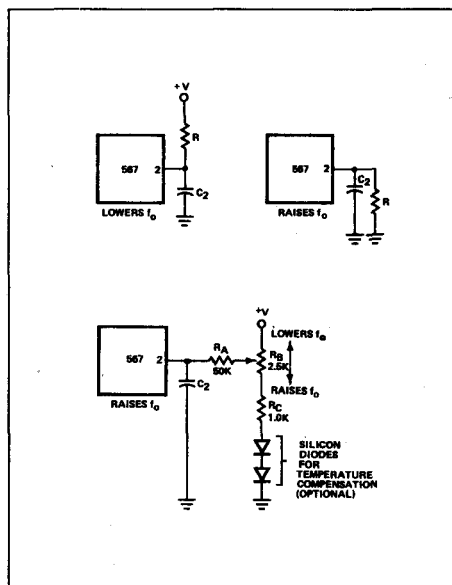 +V
R
567
2
C2
LOWERS fo
567
2
C2
R
RAISES fo
+V
LOWERS fo
567
2
RA
50K
RB
2.5K
C2
RAISES fo
RAISES fo
RC
1.0K
SILICON
DIODES
FOR
TEMPERATURE
COMPENSATION
(OPTIONAL)